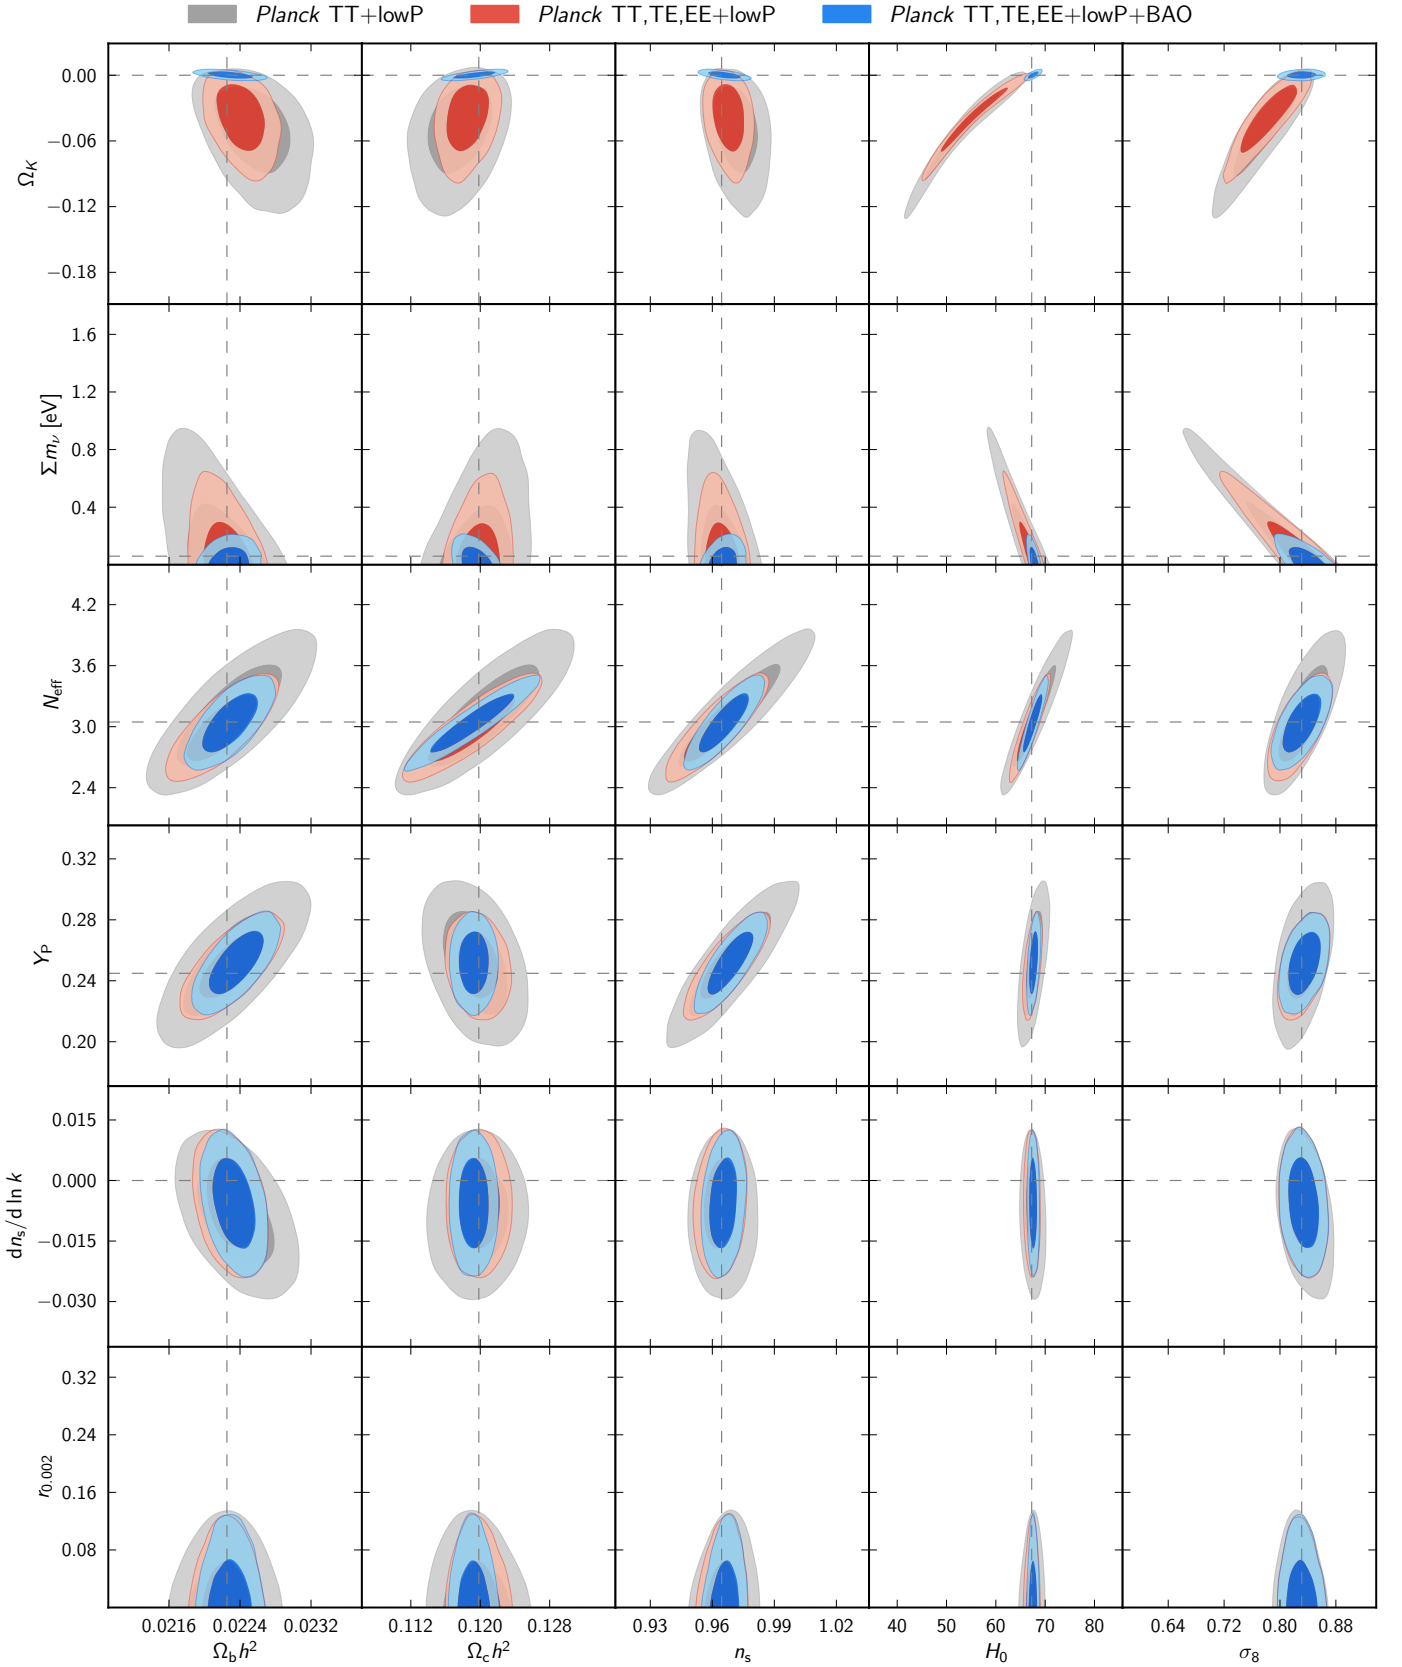 Planck TT+lowP Planck TT,TE,EE+lowP Planck TT,TE,EE+lowP+BAO
0.00
−0.06
−0.12
−0.18
Ω_K
1.6
1.2
0.8
0.4
Σm_ν [eV]
4.2
3.6
3.0
2.4
N_eff
0.32
0.28
0.24
0.20
Y_P
0.015
0.000
−0.015
−0.030
dn_s/d ln k
0.32
0.24
0.16
0.08
r_0.002
0.0216 0.0224 0.0232 0.112 0.120 0.128 0.93 0.96 0.99 1.02 40 50 60 70 80 0.64 0.72 0.80 0.88
Ω_b h² Ω_c h² n_s H_0 σ_8